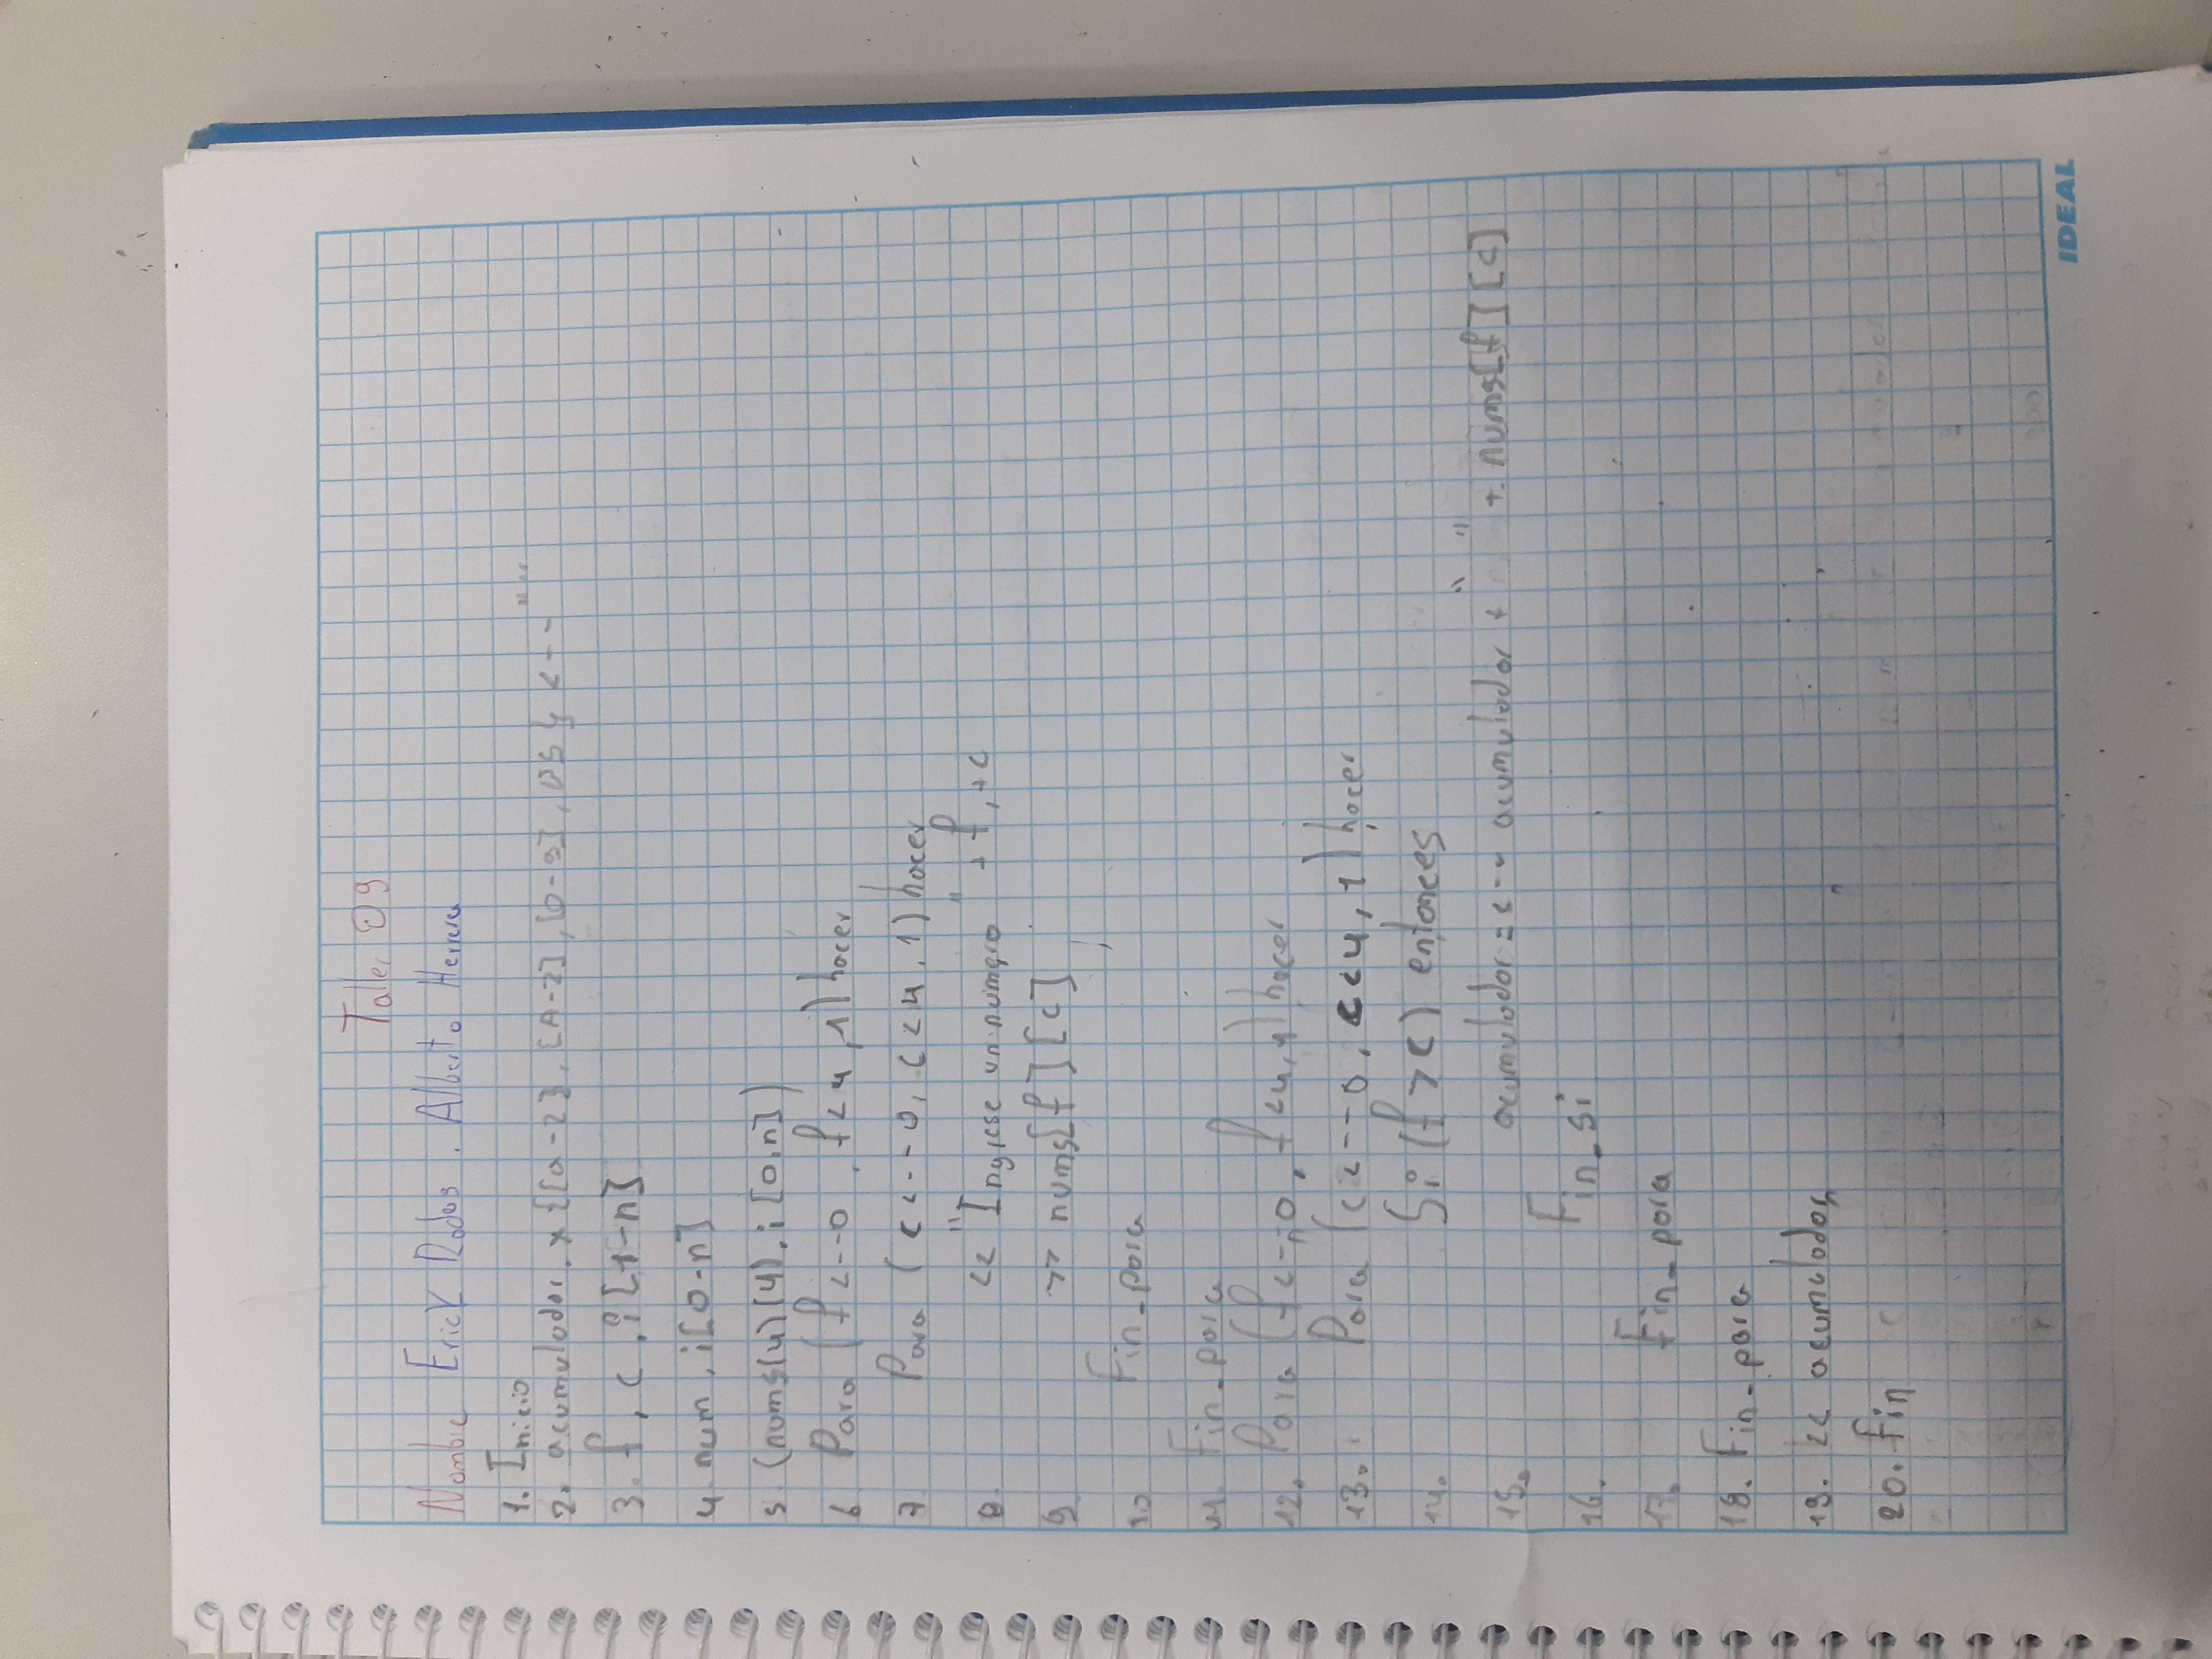 Taller 09
Nombre Erick Rodas . Alberto Herrera
1. Inicio
2. acumulador, x {[a-z], [A-Z], [0-9], US} <-- " "
3. f, c, i [1-n]
4 num, i[0-n]
5 (nums(4)(4), i [0,n])
6 Para (f<--0, f<4, 1) hacer
7 Para (c<--0, c<4, 1) hacer
8 << "Ingrese un numero" + f, +c
9 >> nums[f][c]
10 Fin_para
11. Fin_para
12. Para (f<--0, f<4, 1) hacer
13. Para (c<--0, c<4, 1) hacer
14. Si (f>c) entonces
15. acumulador =<-- acumulador + " " + nums[f][c]
16. Fin_si
17. Fin_para
18. Fin_para
19. << acumulador
20. fin
IDEAL